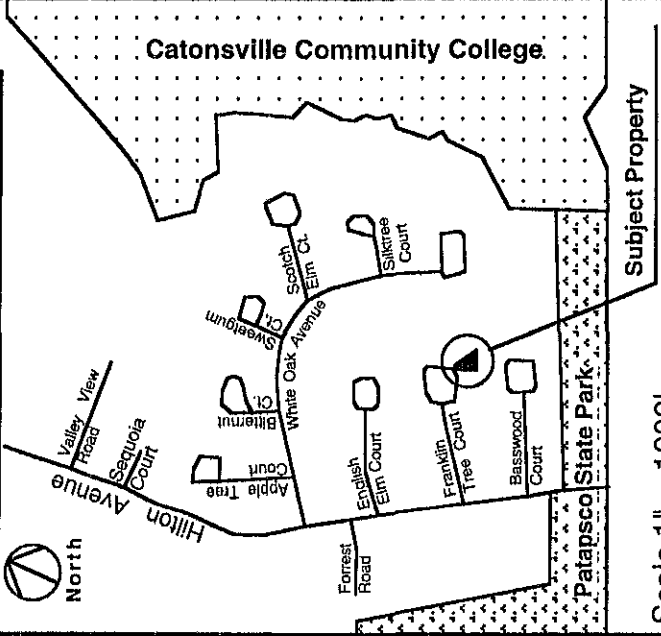 Catonsville Community College
North
Valley View
Road
Sequoia
Court
Hilton Avenue
Sweetgum
Ct.
Scotch
Elm Ct.
Silktree
Court
White Oak Avenue
Bitternut
Ct.
Apple Tree
Court
English
Elm Court
Forrest
Road
Franklin
Tree Court
Basswood
Court
Patapsco State Park
Subject Property